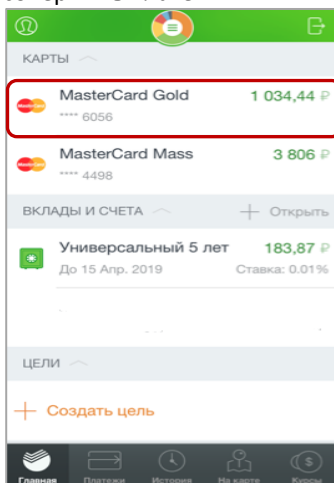 КАРТЫ
MasterCard Gold 1 034,44 ₽
**** 6056
MasterCard Mass 3 806 ₽
**** 4498
ВКЛАДЫ И СЧЕТА + Открыть
Универсальный 5 лет 183,87 ₽
До 15 Апр. 2019 Ставка: 0.01%
ЦЕЛИ
+ Создать цель
Главная Платежи История На карте Курсы